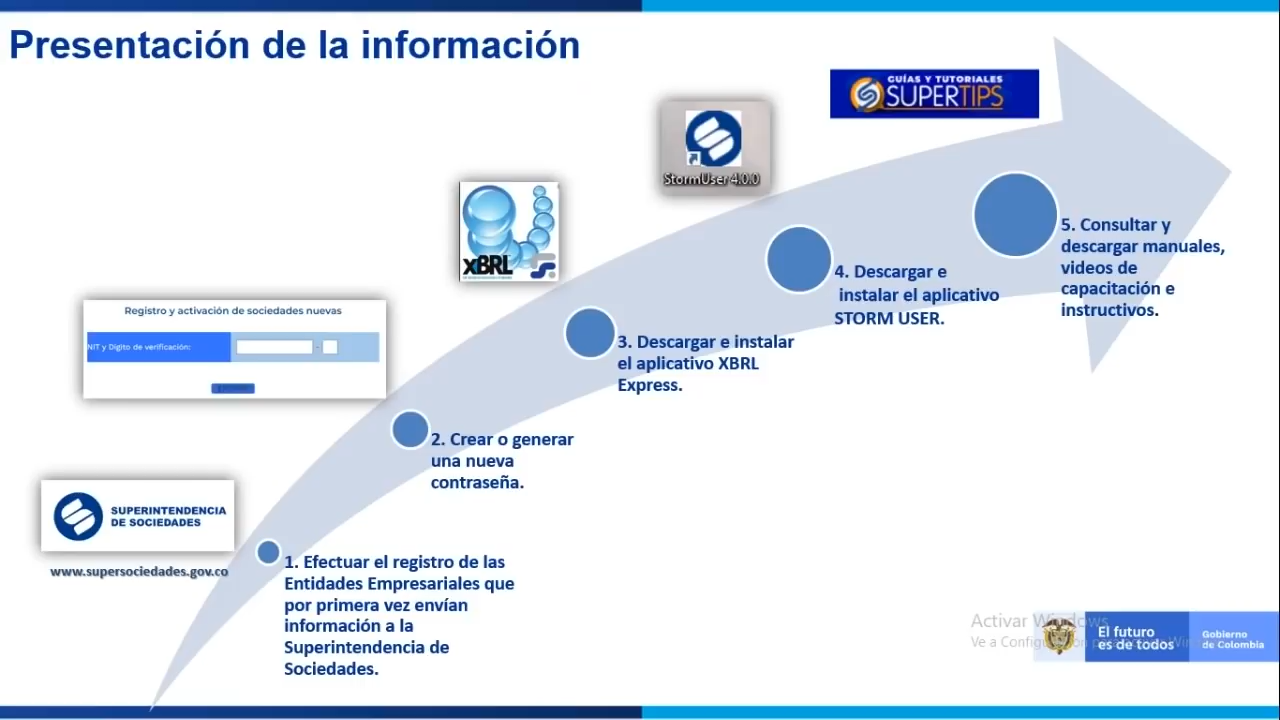 Presentación de la información
GUÍAS Y TUTORIALES
SUPERTIPS
StormUser 4.0.0
XBRL
Registro y activación de sociedades nuevas
NIT y Digito de verificación:
-
SUPERINTENDENCIA
DE SOCIEDADES
www.supersociedades.gov.co
1. Efectuar el registro de las
Entidades Empresariales que
por primera vez envían
información a la
Superintendencia de
Sociedades.
2. Crear o generar
una nueva
contraseña.
3. Descargar e instalar
el aplicativo XBRL
Express.
4. Descargar e
instalar el aplicativo
STORM USER.
5. Consultar y
descargar manuales,
videos de
capacitación e
instructivos.
Activar Windows
Ve a
El futuro
es de todos
Gobierno
de Colombia